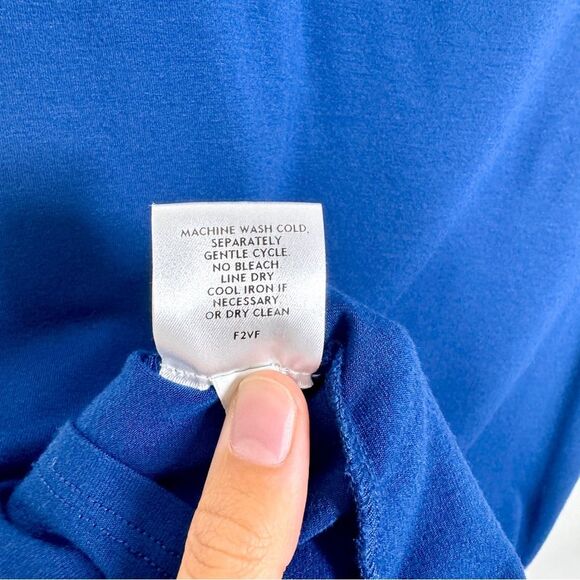 MACHINE WASH COLD,
SEPARATELY
GENTLE CYCLE.
NO BLEACH.
LINE DRY
COOL IRON IF
NECESSARY.
OR DRY CLEAN
F2VF